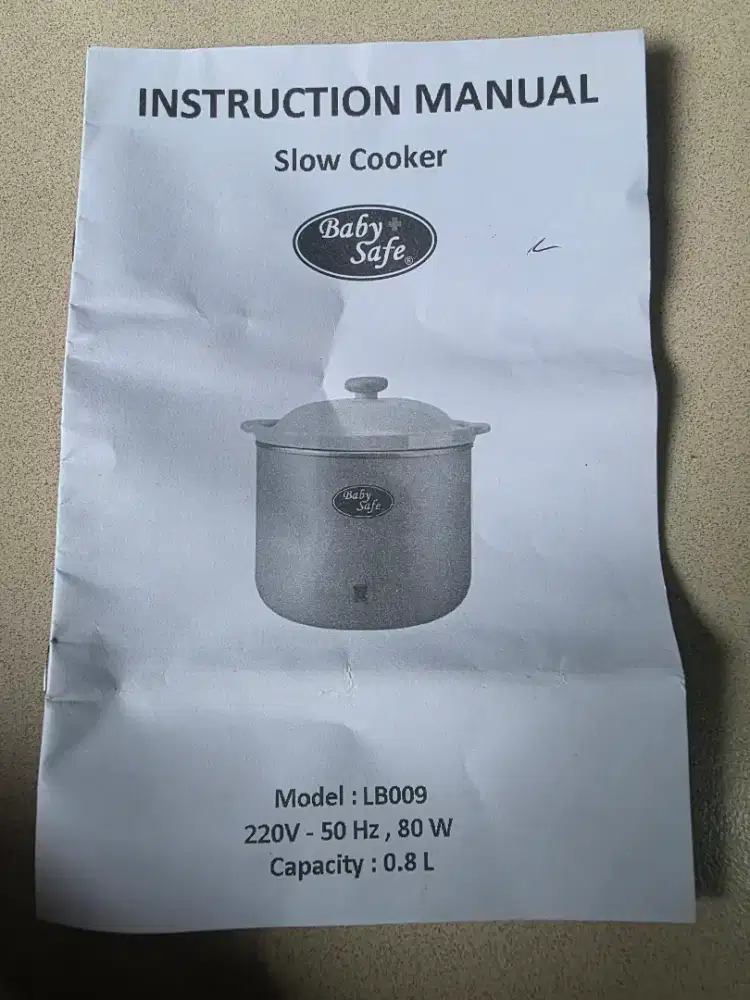 INSTRUCTION MANUAL
Slow Cooker
Baby
Safe®
Baby
Safe
Model : LB009
220V - 50 Hz , 80 W
Capacity : 0.8 L